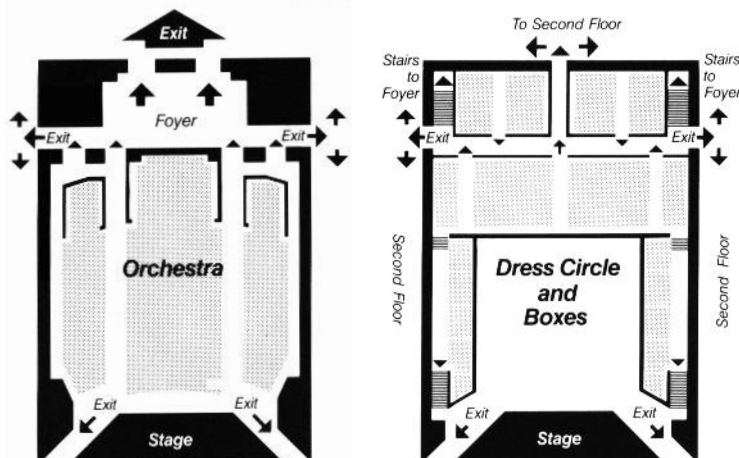 Exit
Foyer
Exit
Exit
Orchestra
Exit
Exit
Stage
To Second Floor
Stairs
to
Foyer
Stairs
to
Foyer
Exit
Exit
Second Floor
Dress Circle
and
Boxes
Second Floor
Exit
Exit
Stage